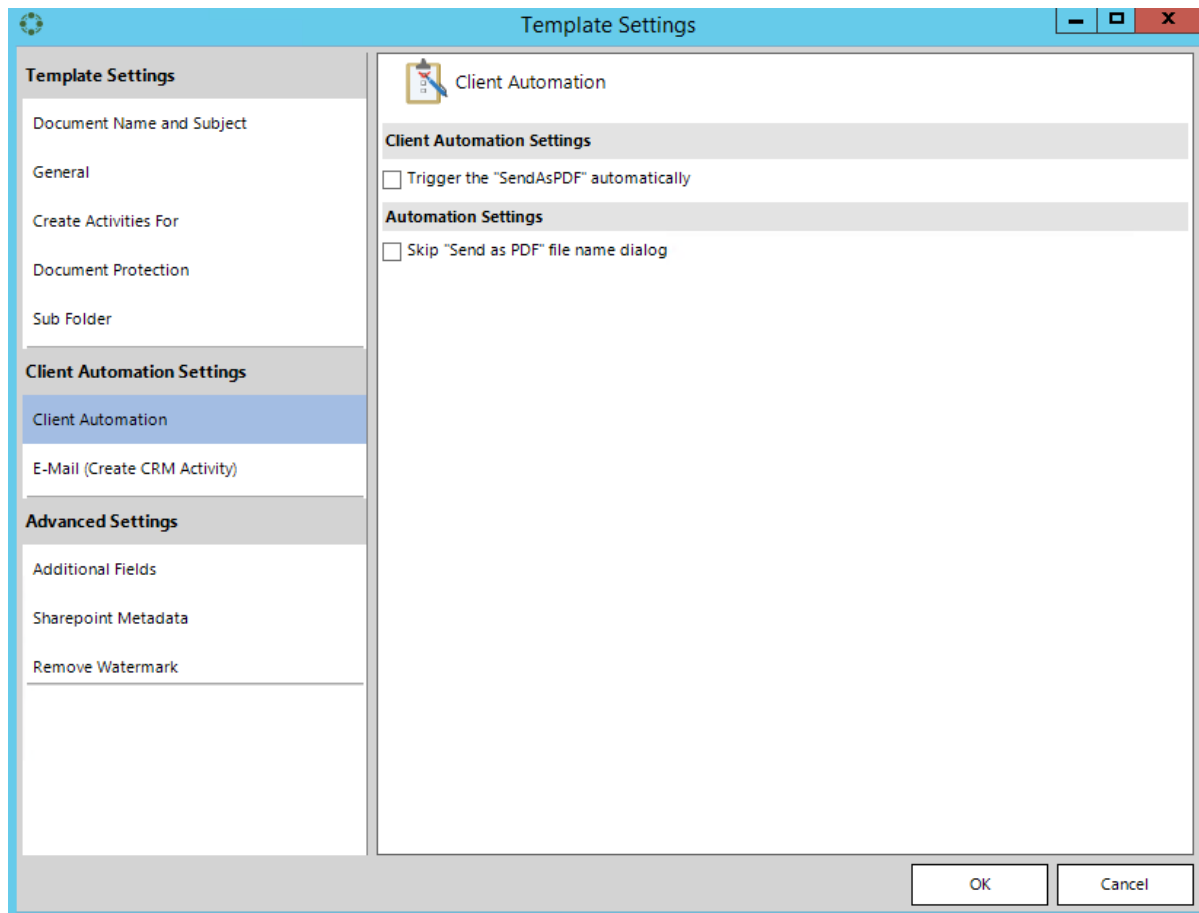 Template Settings
Template Settings
Document Name and Subject
General
Create Activities For
Document Protection
Sub Folder
Client Automation Settings
Client Automation
E-Mail (Create CRM Activity)
Advanced Settings
Additional Fields
Sharepoint Metadata
Remove Watermark
Client Automation
Client Automation Settings
Trigger the "SendAsPDF" automatically
Automation Settings
Skip "Send as PDF" file name dialog
OK
Cancel